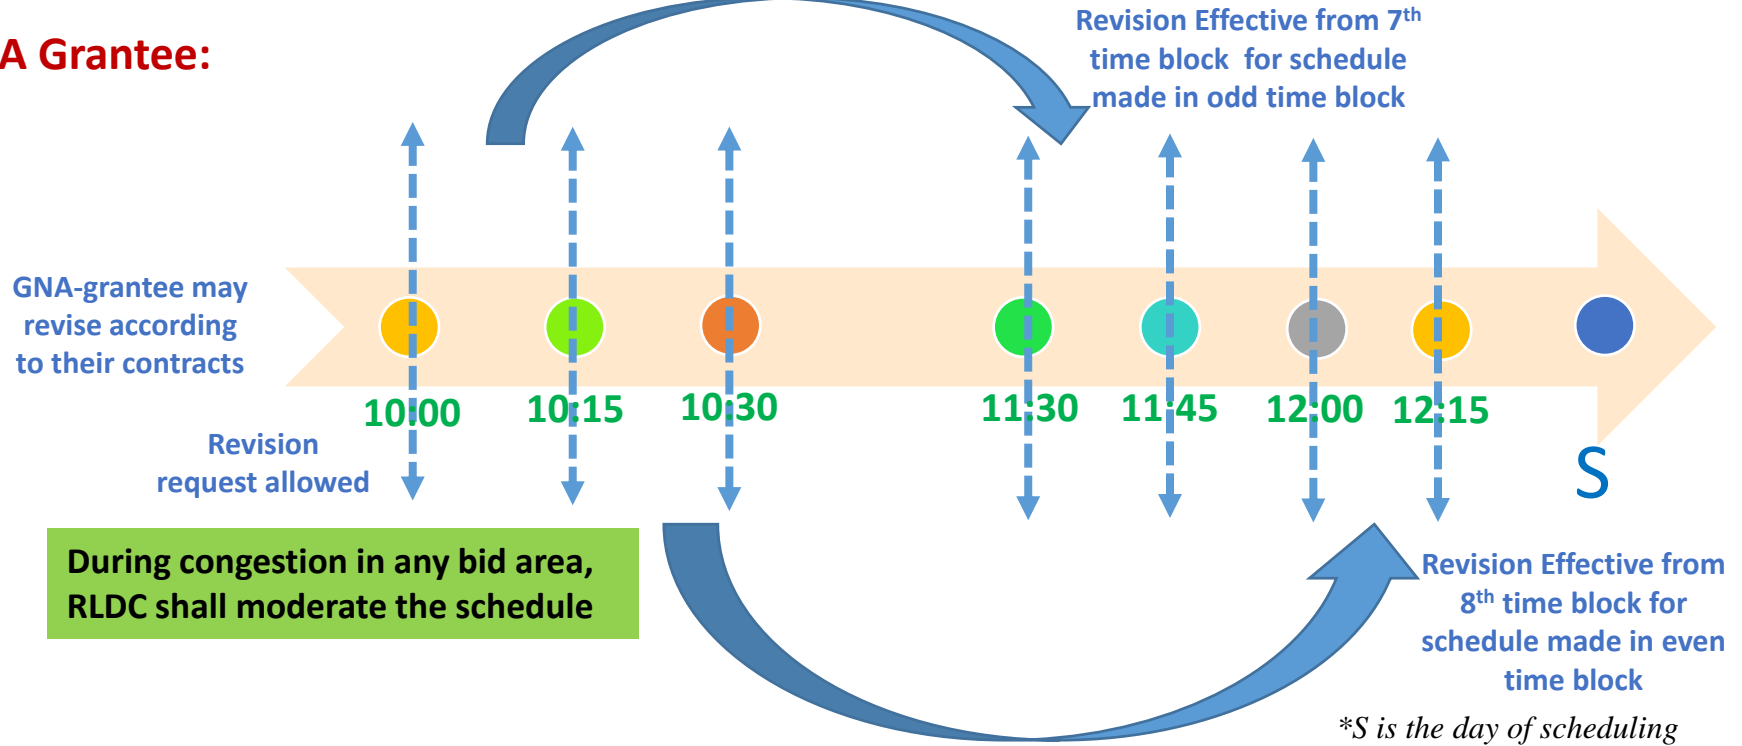 A Grantee:
Revision Effective from 7th
time block for schedule
made in odd time block
GNA-grantee may
revise according
to their contracts
10:00
10:15
10:30
11:30
11:45
12:00
12:15
Revision
request allowed
S
During congestion in any bid area,
RLDC shall moderate the schedule
Revision Effective from
8th time block for
schedule made in even
time block
*S is the day of scheduling